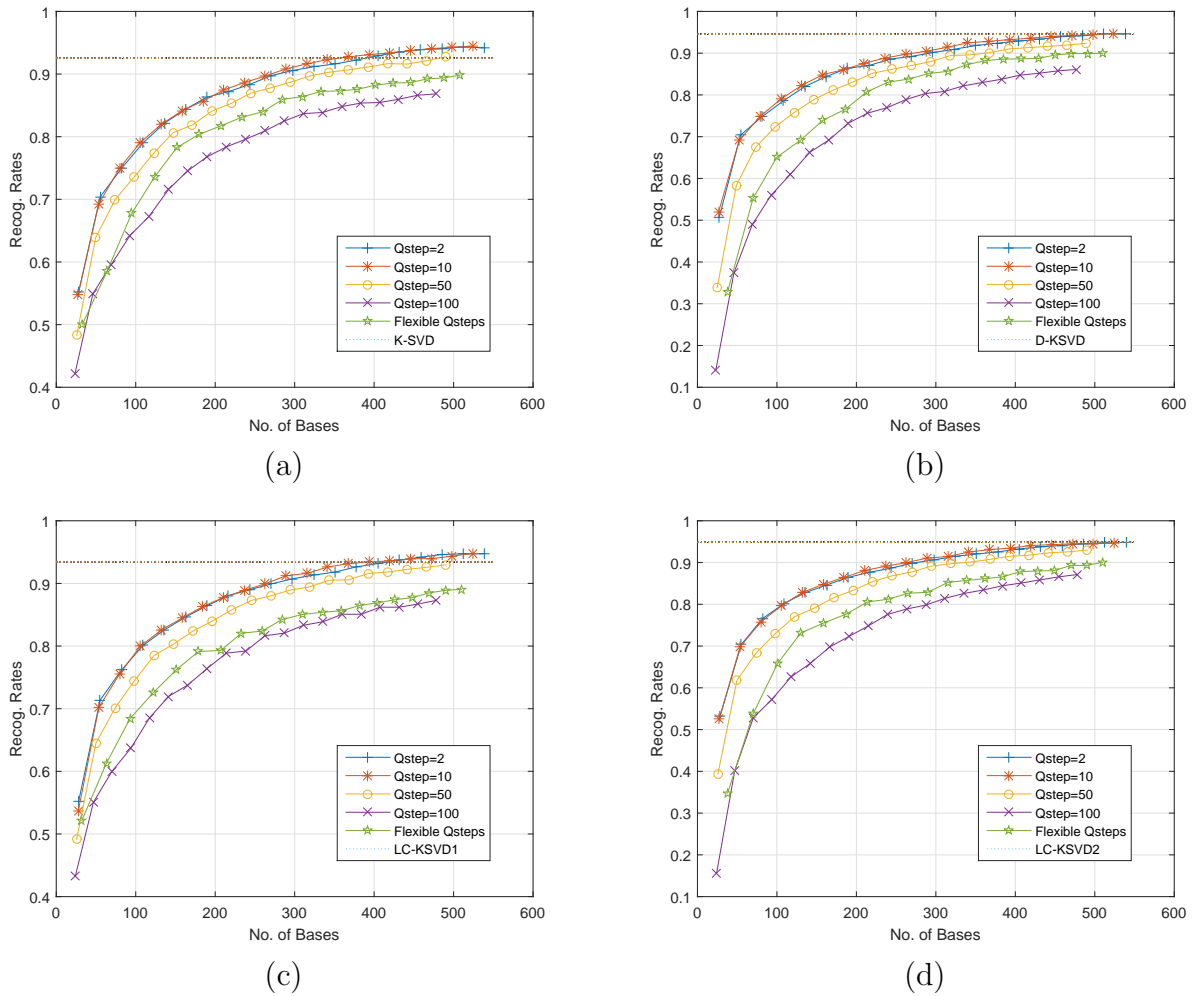 1
0.9
0.8
0.7
0.6
0.5
0.4
Recog. Rates
0 100 200 300 400 500 600
No. of Bases
Qstep=2
Qstep=10
Qstep=50
Qstep=100
Flexible Qsteps
K-SVD
(a)
1
0.9
0.8
0.7
0.6
0.5
0.4
0.3
0.2
0.1
Recog. Rates
0 100 200 300 400 500 600
No. of Bases
Qstep=2
Qstep=10
Qstep=50
Qstep=100
Flexible Qsteps
D-KSVD
(b)
1
0.9
0.8
0.7
0.6
0.5
0.4
Recog. Rates
0 100 200 300 400 500 600
No. of Bases
Qstep=2
Qstep=10
Qstep=50
Qstep=100
Flexible Qsteps
LC-KSVD1
(c)
1
0.9
0.8
0.7
0.6
0.5
0.4
0.3
0.2
0.1
Recog. Rates
0 100 200 300 400 500 600
No. of Bases
Qstep=2
Qstep=10
Qstep=50
Qstep=100
Flexible Qsteps
LC-KSVD2
(d)